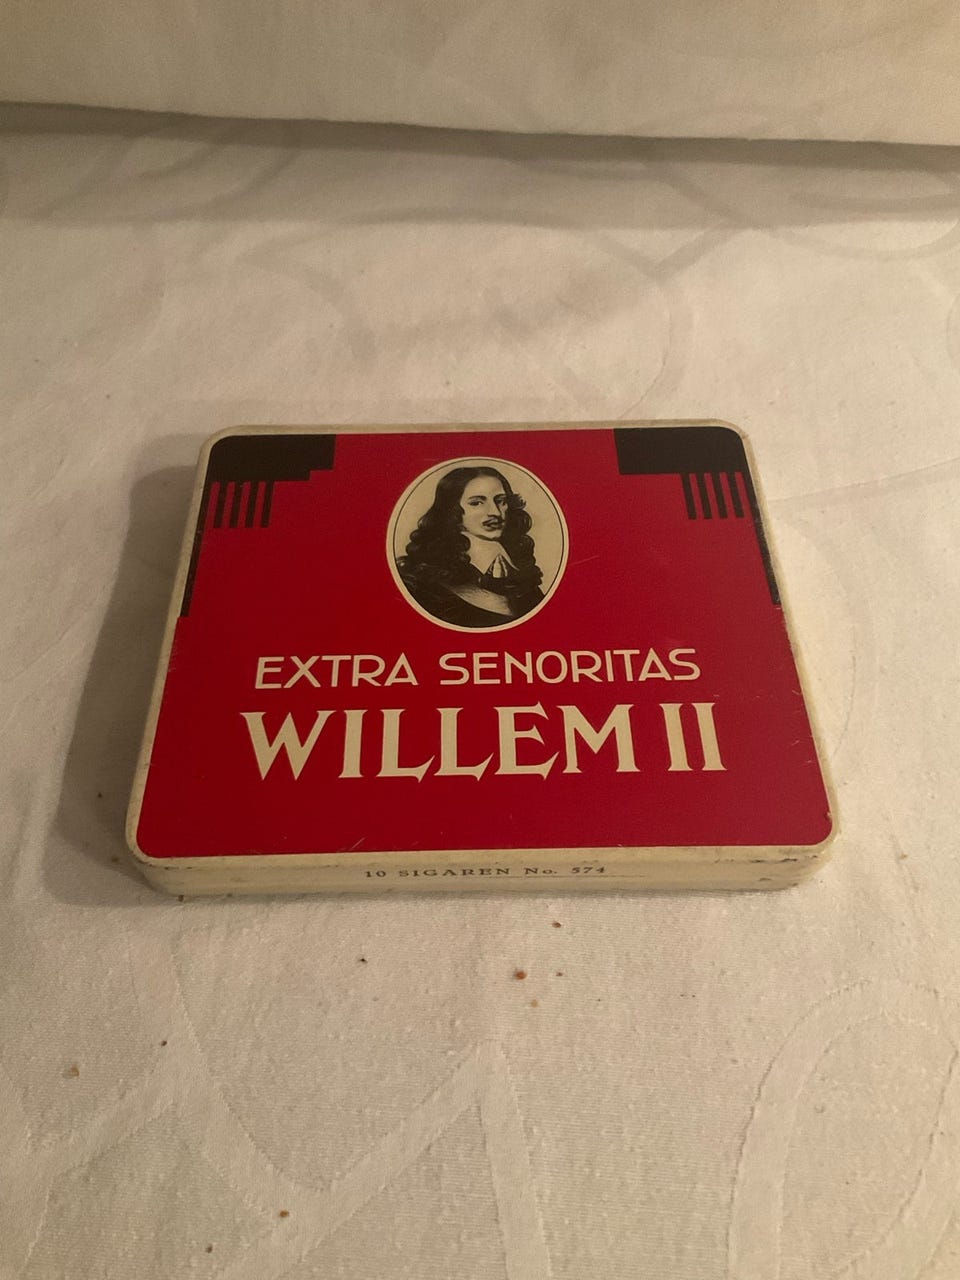 EXTRA SENORITAS
WILLEM II
10 SIGAREN No. 574